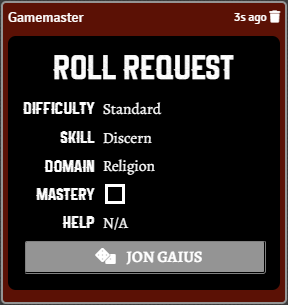 Gamemaster 3s ago
ROLL REQUEST
DIFFICULTY Standard
SKILL Discern
DOMAIN Religion
MASTERY
HELP N/A
JON GAIUS